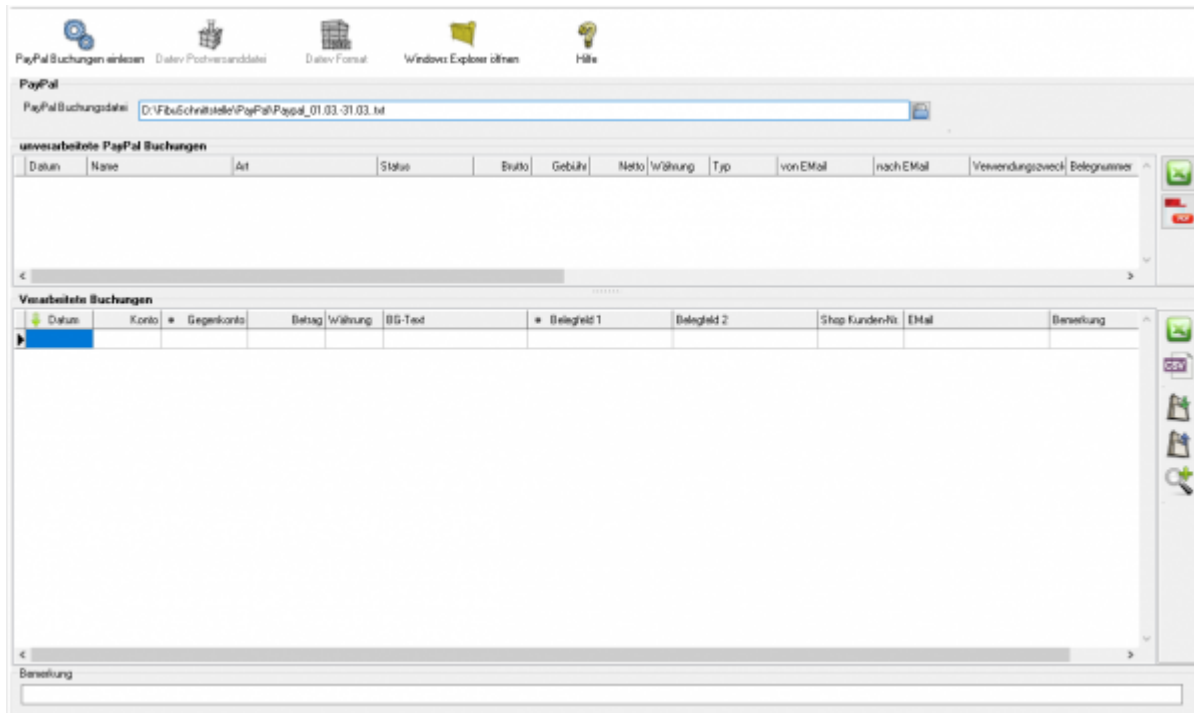 PayPal Buchungen einlesen Datev Postversanddatei Datev Format Windows Explorer öffnen Hilfe
PayPal
PayPal Buchungsdatei D:\FibuSchnittstelle\PayPal\Paypal_01.03.-31.03..txt
unverarbeitete PayPal Buchungen
Datum Name Art Status Brutto Gebühr Netto Währung Typ von EMail nach EMail Verwendungszweck Belegnummer
PDF
Verarbeitete Buchungen
Datum Konto * Gegenkonto Betrag Währung BG-Text * Belegfeld 1 Belegfeld 2 Shop Kunden-Nr. EMail Bemerkung
CSV
Bemerkung